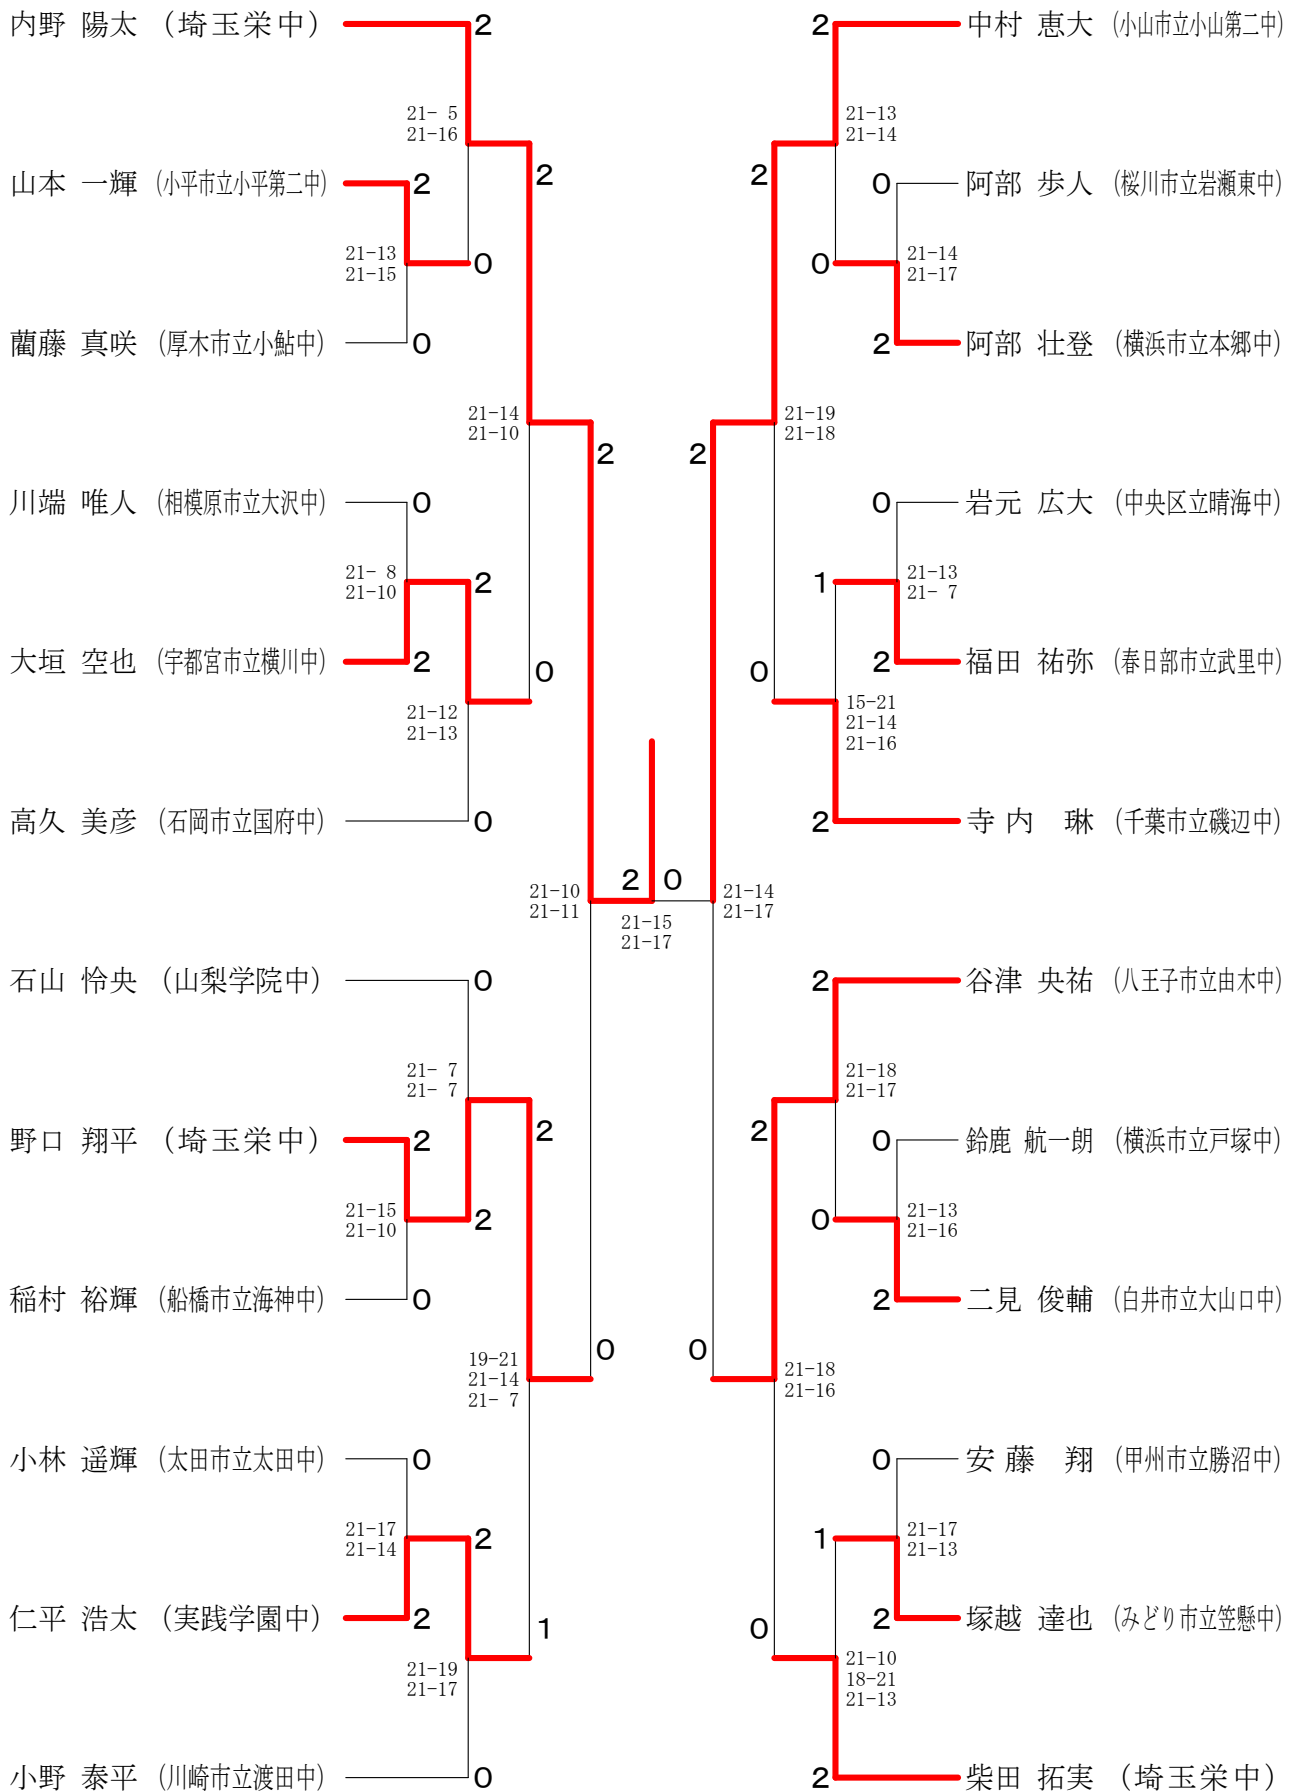 内野 陽太 （埼玉栄中） 2
21- 5
21-16
2
山本 一輝 （小平市立小平第二中） 2
21-13
21-15
0
藺藤 真咲 （厚木市立小鮎中） 0
21-14
21-10
2
川端 唯人 （相模原市立大沢中） 0
21- 8
21-10
2
大垣 空也 （宇都宮市立横川中） 2
0
21-12
21-13
高久 美彦 （石岡市立国府中） 0
21-10
21-11
石山 怜央 （山梨学院中） 0
21- 7
21- 7
2
野口 翔平 （埼玉栄中） 2
21-15
21-10
2
稲村 裕輝 （船橋市立海神中） 0
0
19-21
21-14
21- 7
小林 遥輝 （太田市立太田中） 0
21-17
21-14
2
仁平 浩太 （実践学園中） 2
1
21-19
21-17
小野 泰平 （川崎市立渡田中） 0
2 0
21-15
21-17
2 中村 恵大 （小山市立小山第二中）
21-13
21-14
2
0 阿部 歩人 （桜川市立岩瀬東中）
21-14
21-17
0
2 阿部 壮登 （横浜市立本郷中）
21-19
21-18
2
0 岩元 広大 （中央区立晴海中）
21-13
21- 7
1
2 福田 祐弥 （春日部市立武里中）
0
15-21
21-14
21-16
2 寺内 琳 （千葉市立磯辺中）
21-14
21-17
2 谷津 央祐 （八王子市立由木中）
21-18
21-17
2
0 鈴鹿 航一朗 （横浜市立戸塚中）
21-13
21-16
0
2 二見 俊輔 （白井市立大山口中）
0
21-18
21-16
0 安藤 翔 （甲州市立勝沼中）
21-17
21-13
1
2 塚越 達也 （みどり市立笠懸中）
0
21-10
18-21
21-13
2 柴田 拓実 （埼玉栄中）